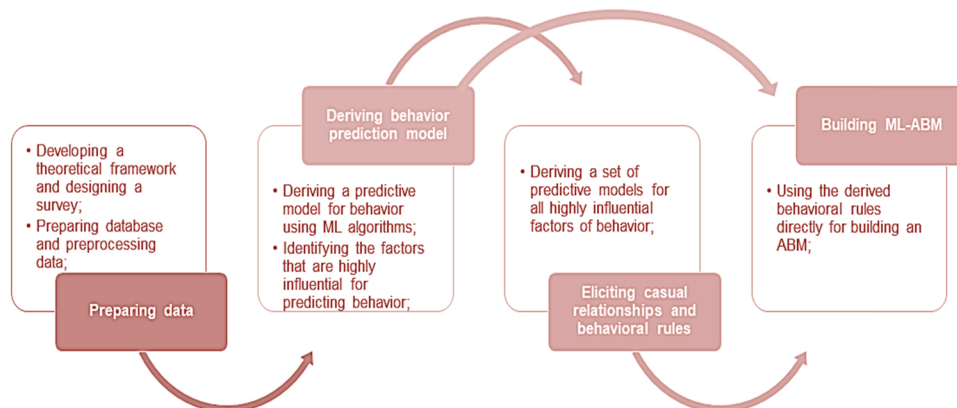 • Developing a
theoretical framework
and designing a
survey;
• Preparing database
and preprocessing
data;
Preparing data
Deriving behavior
prediction model
• Deriving a predictive
model for behavior
using ML algorithms;
• Identifying the factors
that are highly
influential for
predicting behavior;
• Deriving a set of
predictive models for
all highly influential
factors of behavior;
Eliciting casual
relationships and
behavioral rules
Building ML-ABM
• Using the derived
behavioral rules
directly for building an
ABM;